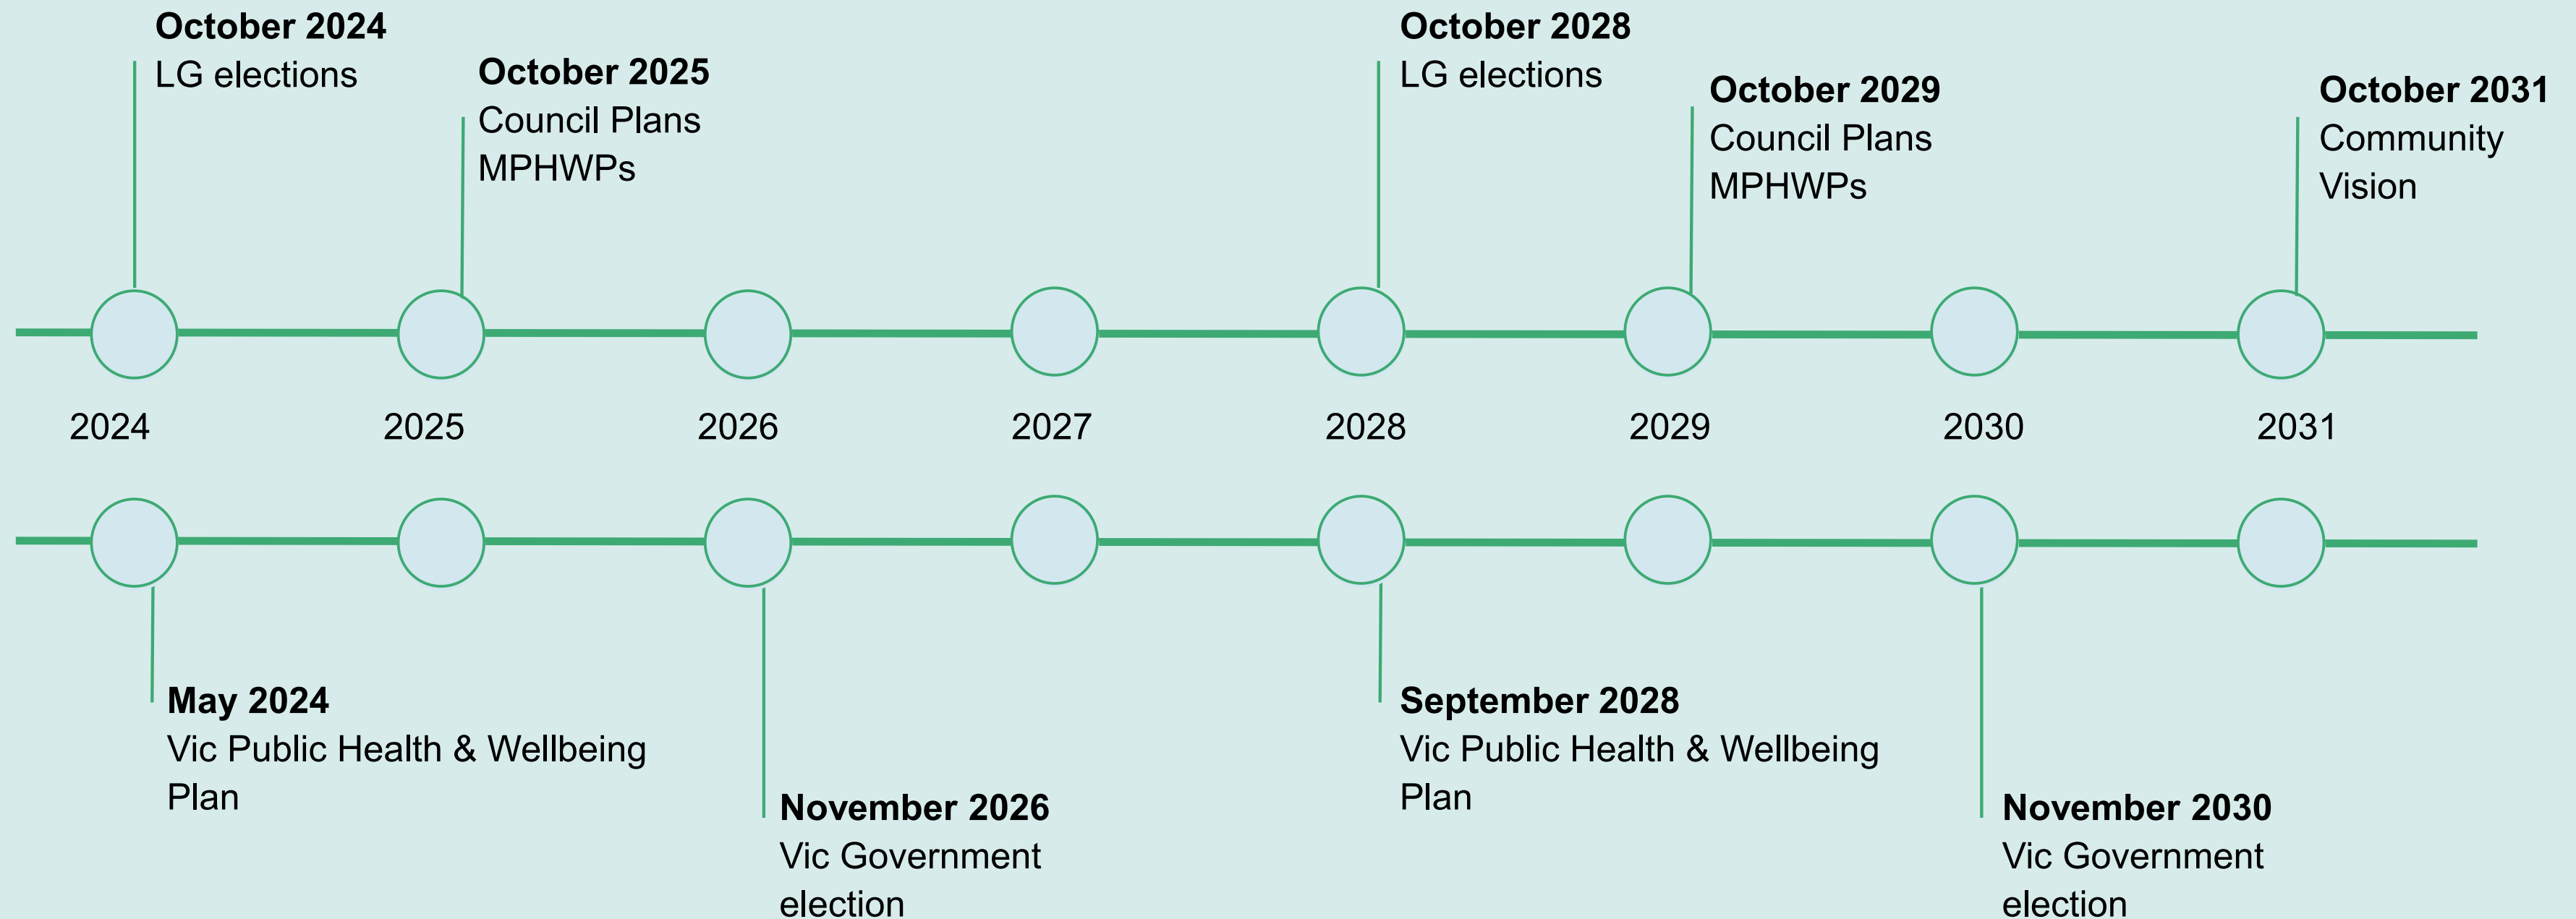 October 2024
LG elections
October 2025
Council Plans
MPHWPs
October 2028
LG elections
October 2029
Council Plans
MPHWPs
October 2031
Community
Vision
2024
2025
2026
2027
2028
2029
2030
2031
May 2024
Vic Public Health & Wellbeing
Plan
November 2026
Vic Government
election
September 2028
Vic Public Health & Wellbeing
Plan
November 2030
Vic Government
election